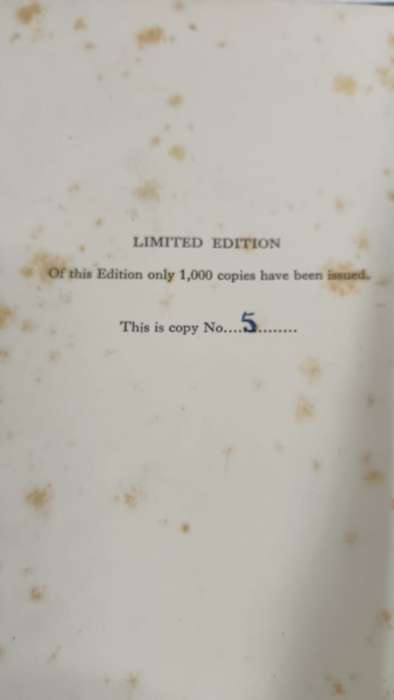 LIMITED EDITION
Of this Edition only 1,000 copies have been issued.
This is copy No....5........